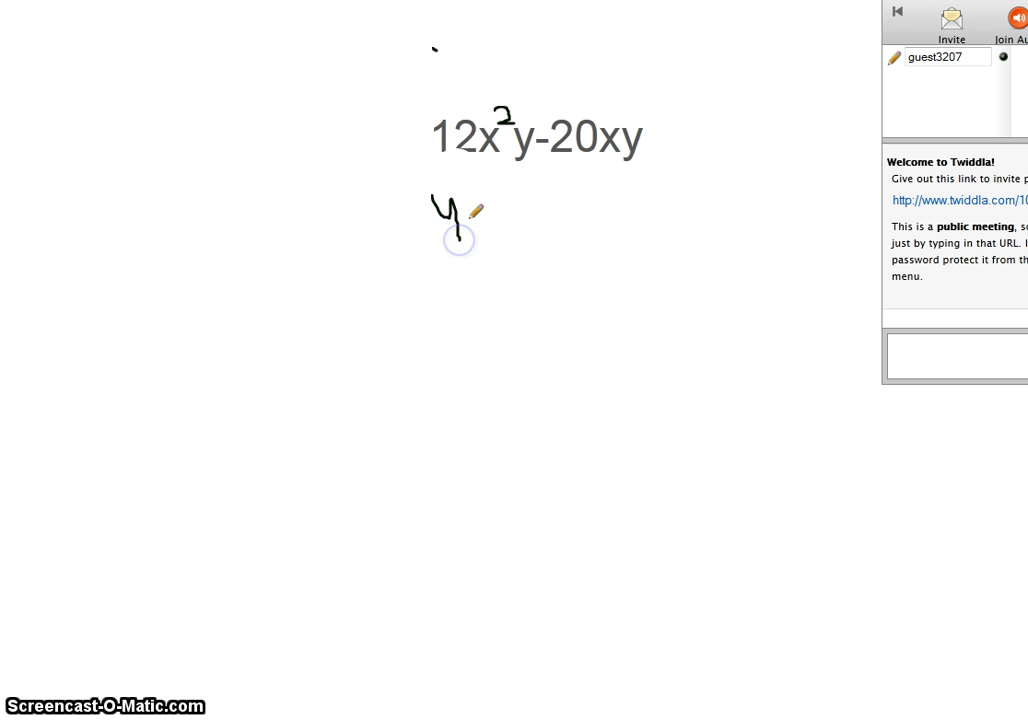 Invite
Join Au
guest3207
12x²y-20xy
Welcome to Twiddla!
Give out this link to invite p
http://www.twiddla.com/10
This is a public meeting, so
just by typing in that URL. I
password protect it from th
menu.
4
Screencast-O-Matic.com